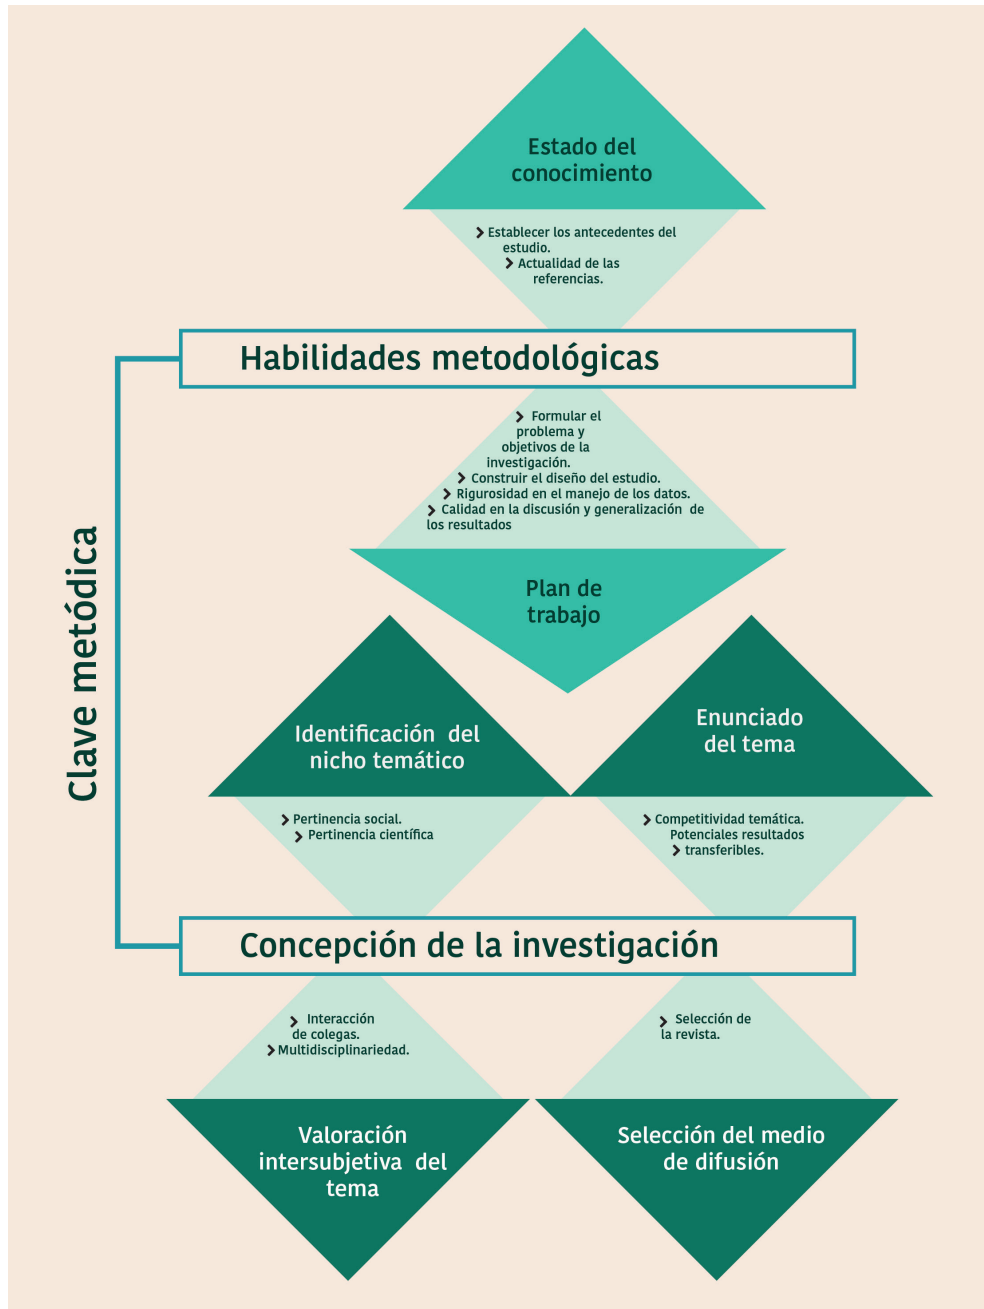 Estado del
conocimiento
Establecer los antecedentes del
estudio.
Actualidad de las
referencias.
Habilidades metodológicas
Formular el
problema y
objetivos de la
investigación.
Construir el diseño del estudio.
Rigurosidad en el manejo de los datos.
Calidad en la discusión y generalización de
los resultados
Plan de
trabajo
Clave metódica
Identificación del
nicho temático
Pertinencia social.
Pertinencia científica
Enunciado
del tema
Competitividad temática.
Potenciales resultados
transferibles.
Concepción de la investigación
Interacción
de colegas.
Multidisciplinariedad.
Valoración
intersubjetiva del
tema
Selección de
la revista.
Selección del medio
de difusión